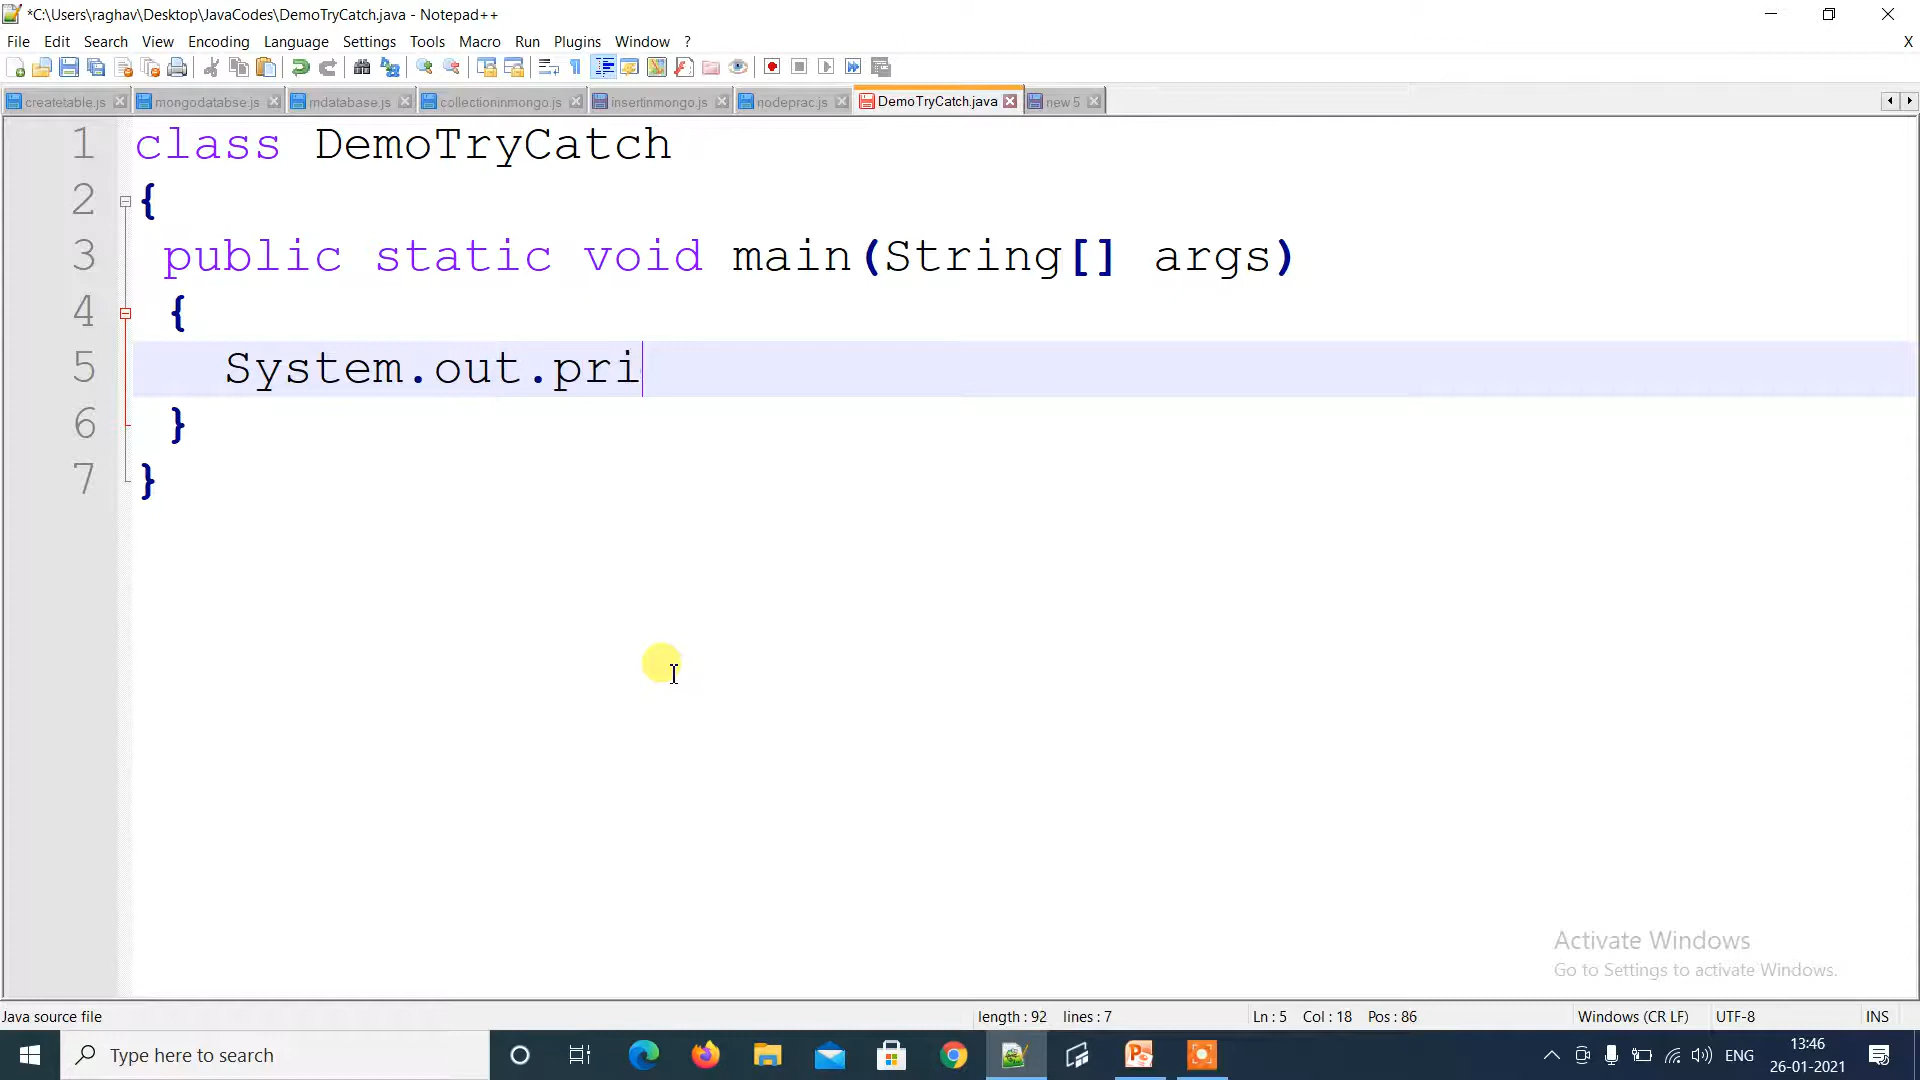 *C:\Users\raghav\Desktop\JavaCodes\DemoTryCatch.java - Notepad++
File Edit Search View Encoding Language Settings Tools Macro Run Plugins Window ? X
createtable.js mongodatabse.js mdatabase.js collectioninmongo.js insertinmongo.js nodeprac.js DemoTryCatch.java new 5
1 class DemoTryCatch
2 {
3 public static void main(String[] args)
4 {
5 System.out.pri
6 }
7 }
Activate Windows
Go to Settings to activate Windows.
Java source file length : 92 lines : 7 Ln : 5 Col : 18 Pos : 86 Windows (CR LF) UTF-8 INS
Type here to search ENG 13:46
26-01-2021